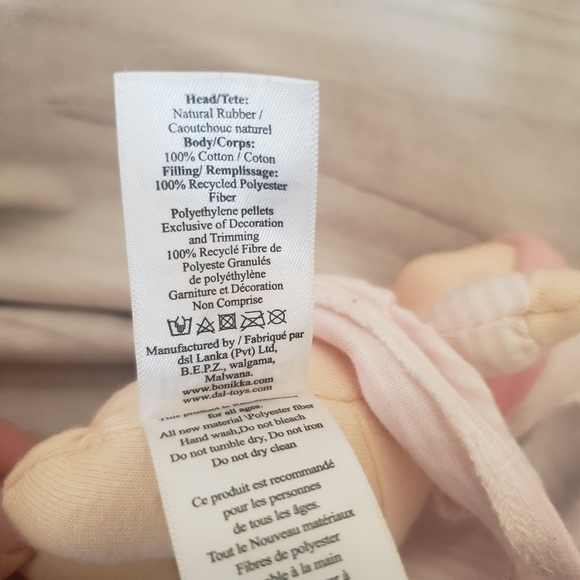 Head/Tete:
Natural Rubber /
Caoutchouc naturel
Body/Corps:
100% Cotton / Coton
Filling/ Remplissage:
100% Recycled Polyester
Fiber
Polyethylene pellets
Exclusive of Decoration
and Trimming
100% Recyclé Fibre de
Polyeste Granulés
de polyéthylène
Garniture et Décoration
Non Comprise
Manufactured by / Fabriqué par
dsl Lanka (Pvt) Ltd,
B.E.P.Z., walgama,
Malwana.
www.bonikka.com
www.dsl-toys.com
This product is
for all ages.
All new material \Polyester fiber
Hand wash,Do not bleach
Do not tumble dry, Do not iron
Do not dry clean
Ce produit est recommandé
pour les personnes
de tous les âges.
Tout le Nouveau matériaux
Fibres de polyester
à la main